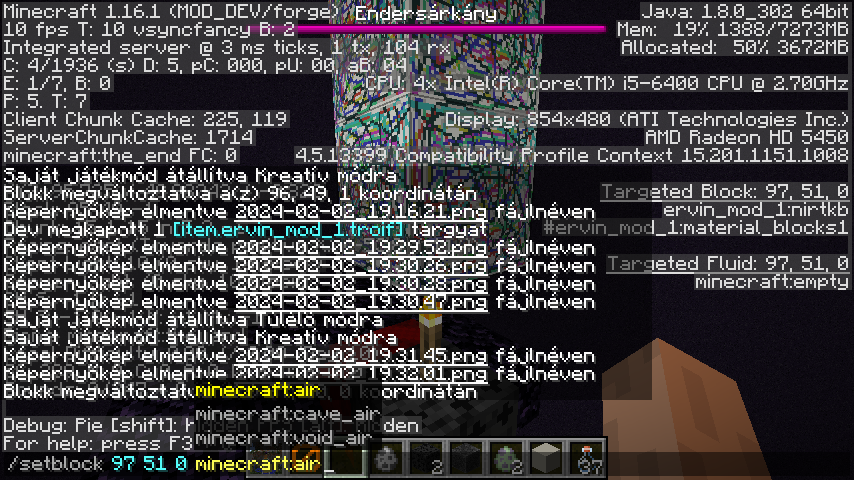 Minecraft 1.16.1 (MOD_DEV/forge
Endersárkány
Java: 1.8.0_302 64bit
10 fps T: 10 vsyncfancy B: 2
Mem: 19% 1388/7273MB
Integrated server @ 3 ms ticks, 1 tx, 104 rx
Allocated: 50% 3672MB
C: 4/1936 (s) D: 5, pC: 000, pU: 00, aB: 04
E: 1/7, B: 0
CPU: 4x Intel(R) Core(TM) i5-6400 CPU @ 2.70GHz
P: 5. T: 7
Client Chunk Cache: 225, 119
Display: 854x480 (ATI Technologies Inc.)
ServerChunkCache: 1714
AMD Radeon HD 5450
minecraft:the_end FC: 0
4.5.13399 Compatibility Profile Context 15.201.1151.1008
Saját játékmód átállítva Kreatív módra
Blokk megváltoztatva a(z) 96, 49, 1 koordinátán
Targeted Block: 97, 51, 0
Képernyőkép elmentve 2024-02-02_19.16.21.png fájlnéven
ervin_mod_1:nirtkb
Dev megkapott 1 [item.ervin_mod_1.troif] tárgyat
#ervin_mod_1:material_blocks1
Képernyőkép elmentve 2024-02-02_19.29.52.png fájlnéven
Képernyőkép elmentve 2024-02-02_19.30.26.png fájlnéven
Targeted Fluid: 97, 51, 0
Képernyőkép elmentve 2024-02-02_19.30.28.png fájlnéven
minecraft:empty
Képernyőkép elmentve 2024-02-02_19.30.4 .png fájlnéven
Saját játékmód átállítva Túlélő módra
Saját játékmód átállítva Kreatív módra
Képernyőkép elmentve 2024-02-02_19.31.45.png fájlnéven
Képernyőkép elmentve 2024-02-02_19.32.01.png fájlnéven
Blokk megváltoztatv minecraft:air 0 koordinátán
minecraft:cave_air
Debug: Pie [shift]: h dden
minecraft:void_air
For help: press F3
/setblock 97 51 0 minecraft:air_
2
2
37